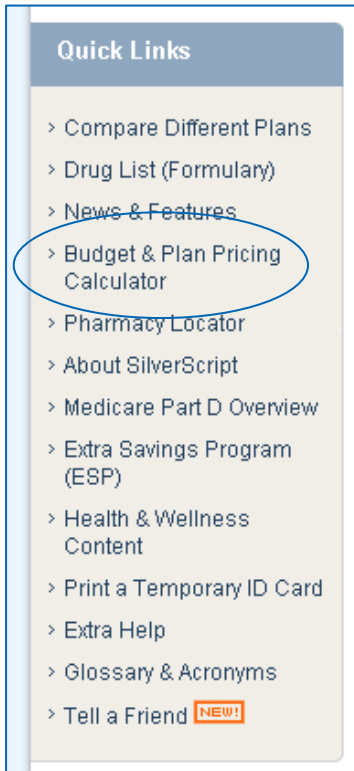 Quick Links
> Compare Different Plans
> Drug List (Formulary)
> News & Features
> Budget & Plan Pricing
Calculator
> Pharmacy Locator
> About SilverScript
> Medicare Part D Overview
> Extra Savings Program
(ESP)
> Health & Wellness
Content
> Print a Temporary ID Card
> Extra Help
> Glossary & Acronyms
> Tell a Friend NEW!